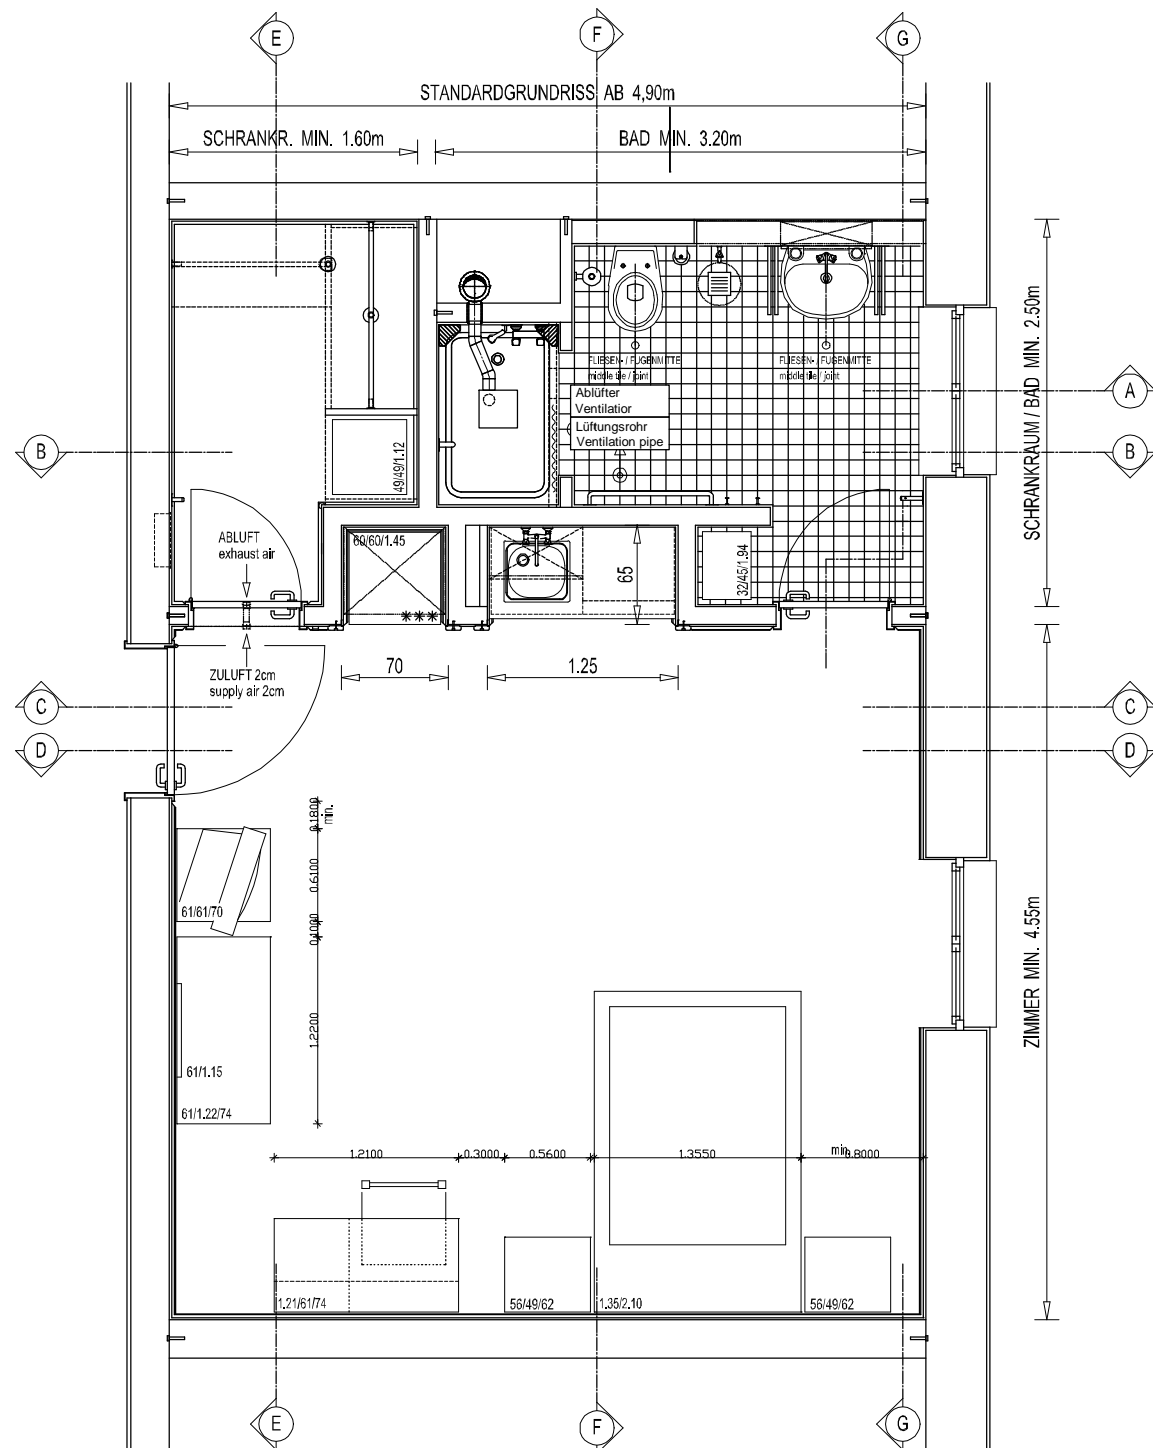 E
F
G
STANDARDGRUNDRISS AB 4,90m
SCHRANKR. MIN. 1.60m
BAD MIN. 3.20m
SCHRANKRAUM / BAD MIN. 2.50m
FLIESEN- / FUGENMITTE
middle tile / joint
FLIESEN- / FUGENMITTE
middle tile / joint
Ablüfter
Ventilatior
Lüftungsrohr
Ventilation pipe
A
B
B
49/49/1.12
ABLUFT
exhaust air
60/60/1.45
***
65
32/45/1.94
ZULUFT 2cm
supply air 2cm
70
1.25
C
C
D
D
0.1800
min.
0.6100
61/61/70
0.1000
1.2200
61/1.15
61/1.22/74
ZIMMER MIN. 4.55m
1.2100
0.3000
0.5600
1.3550
min.
0.8000
1.21/61/74
56/49/62
1.35/2.10
56/49/62
E
F
G